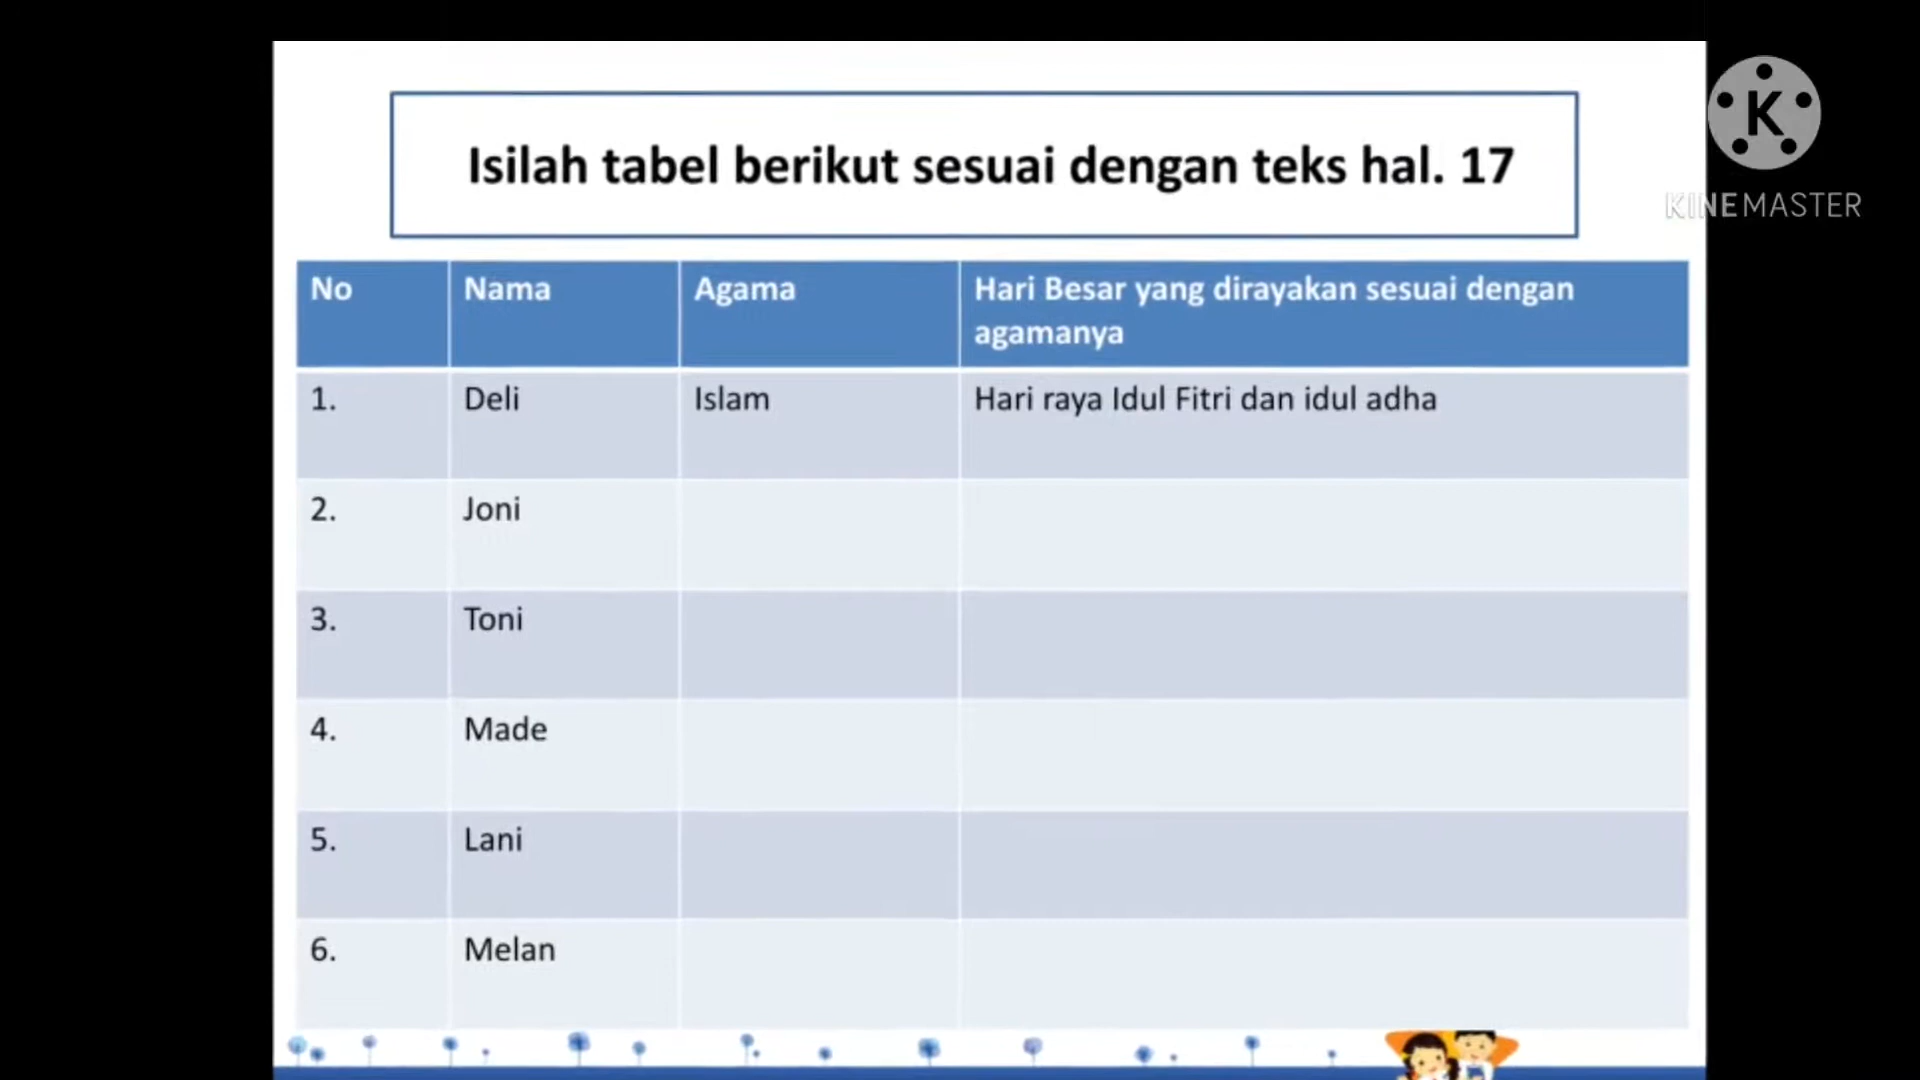 Isilah tabel berikut sesuai dengan teks hal. 17
K
KINEMASTER
No Nama Agama Hari Besar yang dirayakan sesuai dengan
agamanya
1. Deli Islam Hari raya Idul Fitri dan idul adha
2. Joni
3. Toni
4. Made
5. Lani
6. Melan